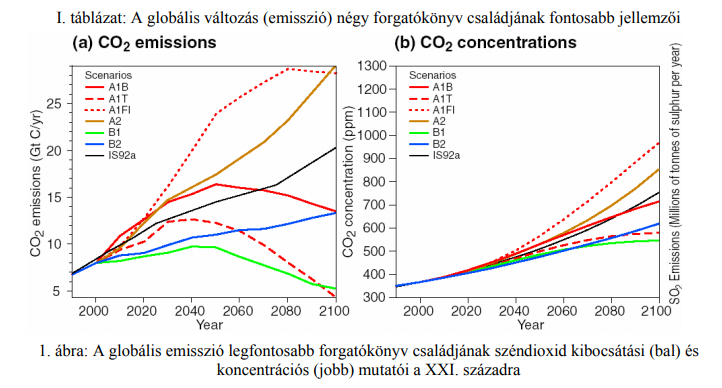 I. táblázat: A globális változás (emisszió) négy forgatókönyv családjának fontosabb jellemzői
(a) CO2 emissions
CO2 emissions (Gt C/yr)
25
20
15
10
5
Scenarios
A1B
A1T
A1FI
A2
B1
B2
IS92a
2000
2020
2040
2060
2080
2100
Year
(b) CO2 concentrations
CO2 concentration (ppm)
1300
1200
1100
1000
900
800
700
600
500
400
300
Scenarios
A1B
A1T
A1FI
A2
B1
B2
IS92a
2000
2020
2040
2060
2080
2100
Year
SO2 Emissions (Millions of tonnes of sulphur per year)
1. ábra: A globális emisszió legfontosabb forgatókönyv családjának széndioxid kibocsátási (bal) és
koncentrációs (jobb) mutatói a XXI. századra